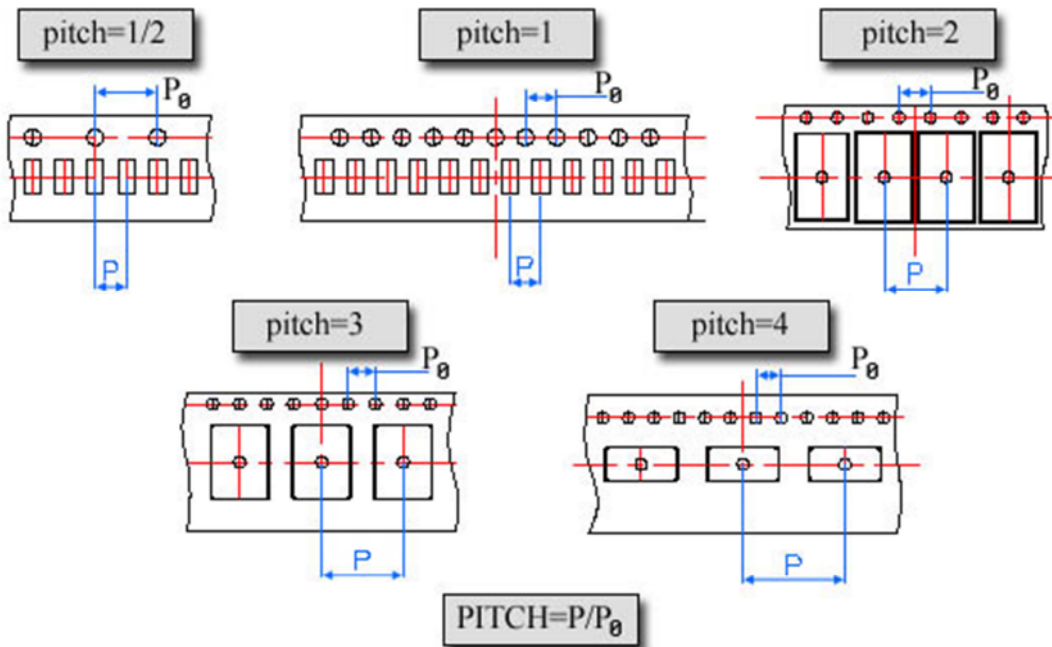 pitch=1/2
pitch=1
pitch=2
P₀
P₀
P₀
P
P
P
pitch=3
pitch=4
P₀
P₀
P
P
PITCH=P/P₀